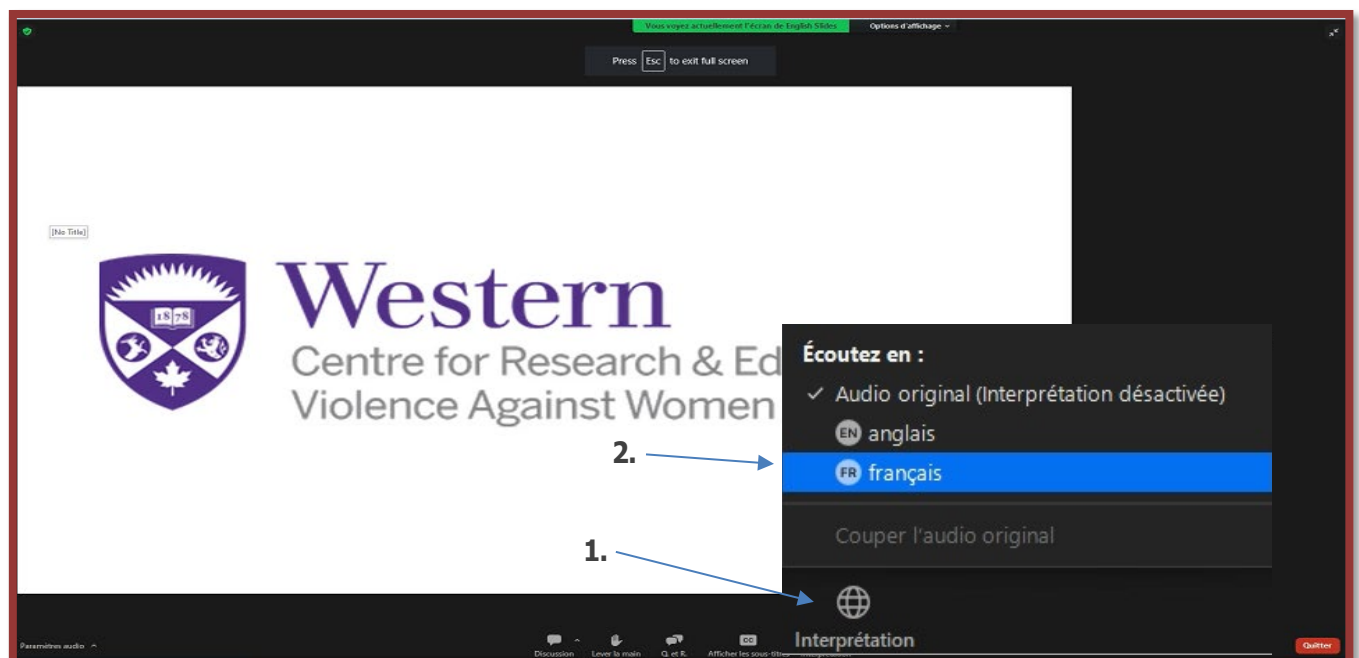 Vous voyez actuellement l'écran de English Slides
Options d'affichage
Press Esc to exit full screen
[No Title]
1878
Western
Centre for Research & Ed
Violence Against Women
Écoutez en :
✓ Audio original (Interprétation désactivée)
EN anglais
2.
FR français
Couper l'audio original
1.
Interprétation
Paramètres audio
Discussion
Lever la main
Q. et R.
CC
Afficher les sous-titres
Quitter